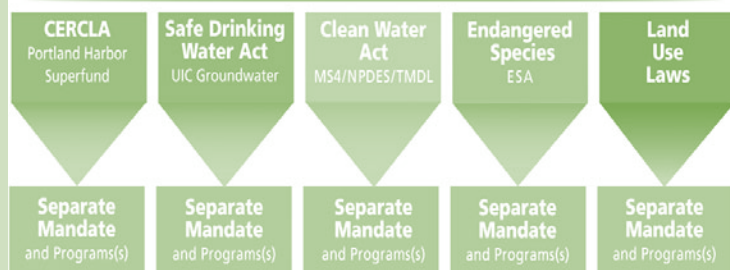 CERCLA
Portland Harbor
Superfund
Safe Drinking
Water Act
UIC Groundwater
Clean Water
Act
MS4/NPDES/TMDL
Endangered
Species
ESA
Land
Use
Laws
Separate
Mandate
and Programs(s)
Separate
Mandate
and Programs(s)
Separate
Mandate
and Programs(s)
Separate
Mandate
and Programs(s)
Separate
Mandate
and Programs(s)